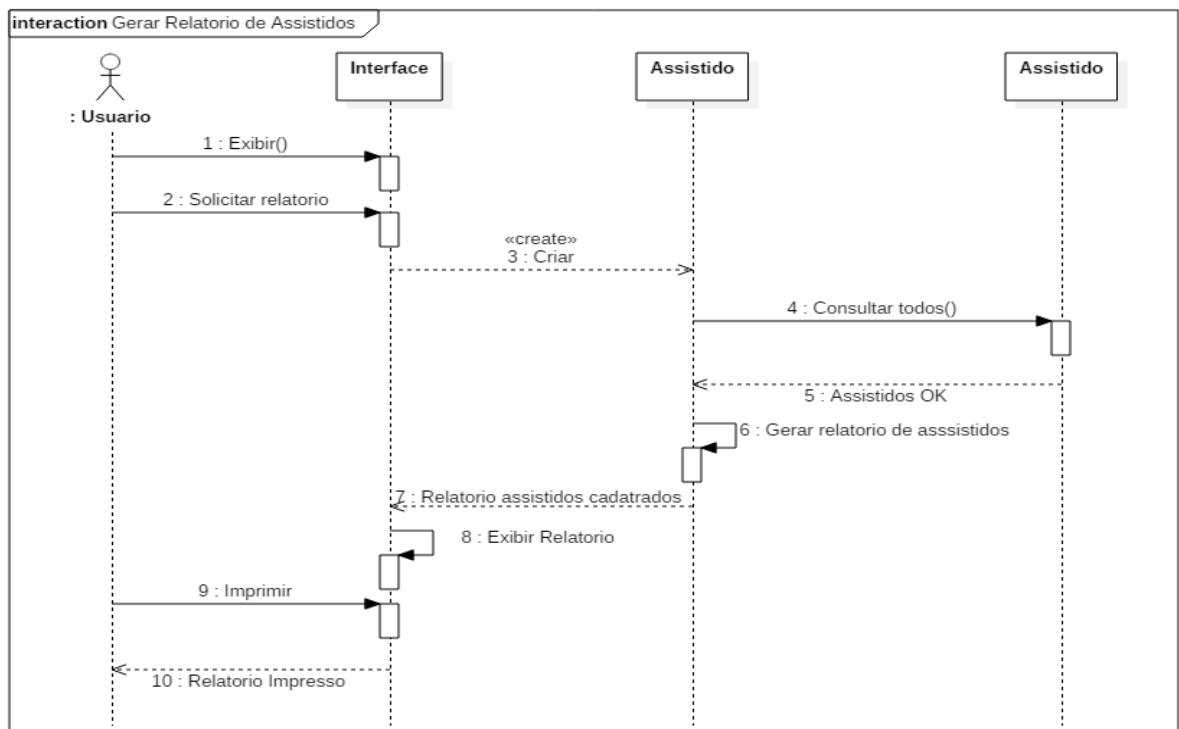 interaction Gerar Relatorio de Assistidos
Interface
Assistido
Assistido
: Usuario
1 : Exibir()
2 : Solicitar relatorio
«create»
3 : Criar
4 : Consultar todos()
5 : Assistidos OK
6 : Gerar relatorio de asssistidos
7 : Relatorio assistidos cadatrados
8 : Exibir Relatorio
9 : Imprimir
10 : Relatorio Impresso